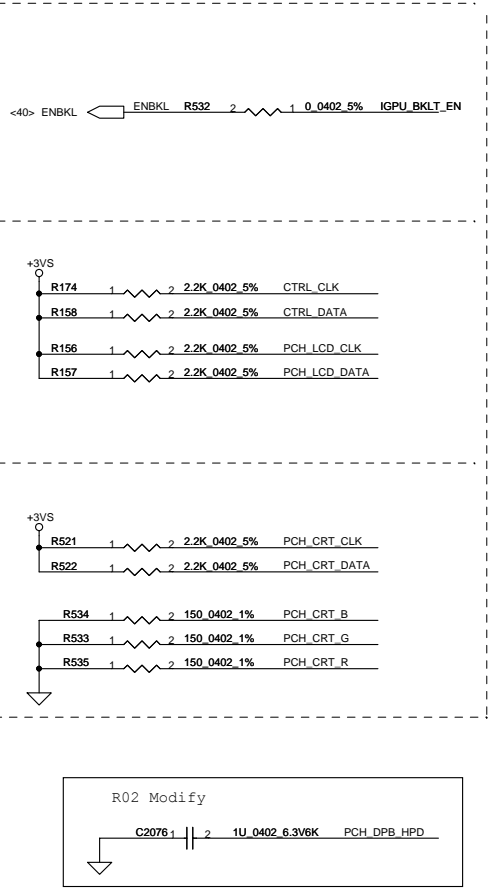 <40> ENBKL ENBKL R532 2 1 0_0402_5% IGPU_BKLT_EN
+3VS
R174 1 2 2.2K_0402_5% CTRL_CLK
R158 1 2 2.2K_0402_5% CTRL_DATA
R156 1 2 2.2K_0402_5% PCH_LCD_CLK
R157 1 2 2.2K_0402_5% PCH_LCD_DATA
+3VS
R521 1 2 2.2K_0402_5% PCH_CRT_CLK
R522 1 2 2.2K_0402_5% PCH_CRT_DATA
R534 1 2 150_0402_1% PCH_CRT_B
R533 1 2 150_0402_1% PCH_CRT_G
R535 1 2 150_0402_1% PCH_CRT_R
R02 Modify
C2076 1 2 1U_0402_6.3V6K PCH_DPB_HPD